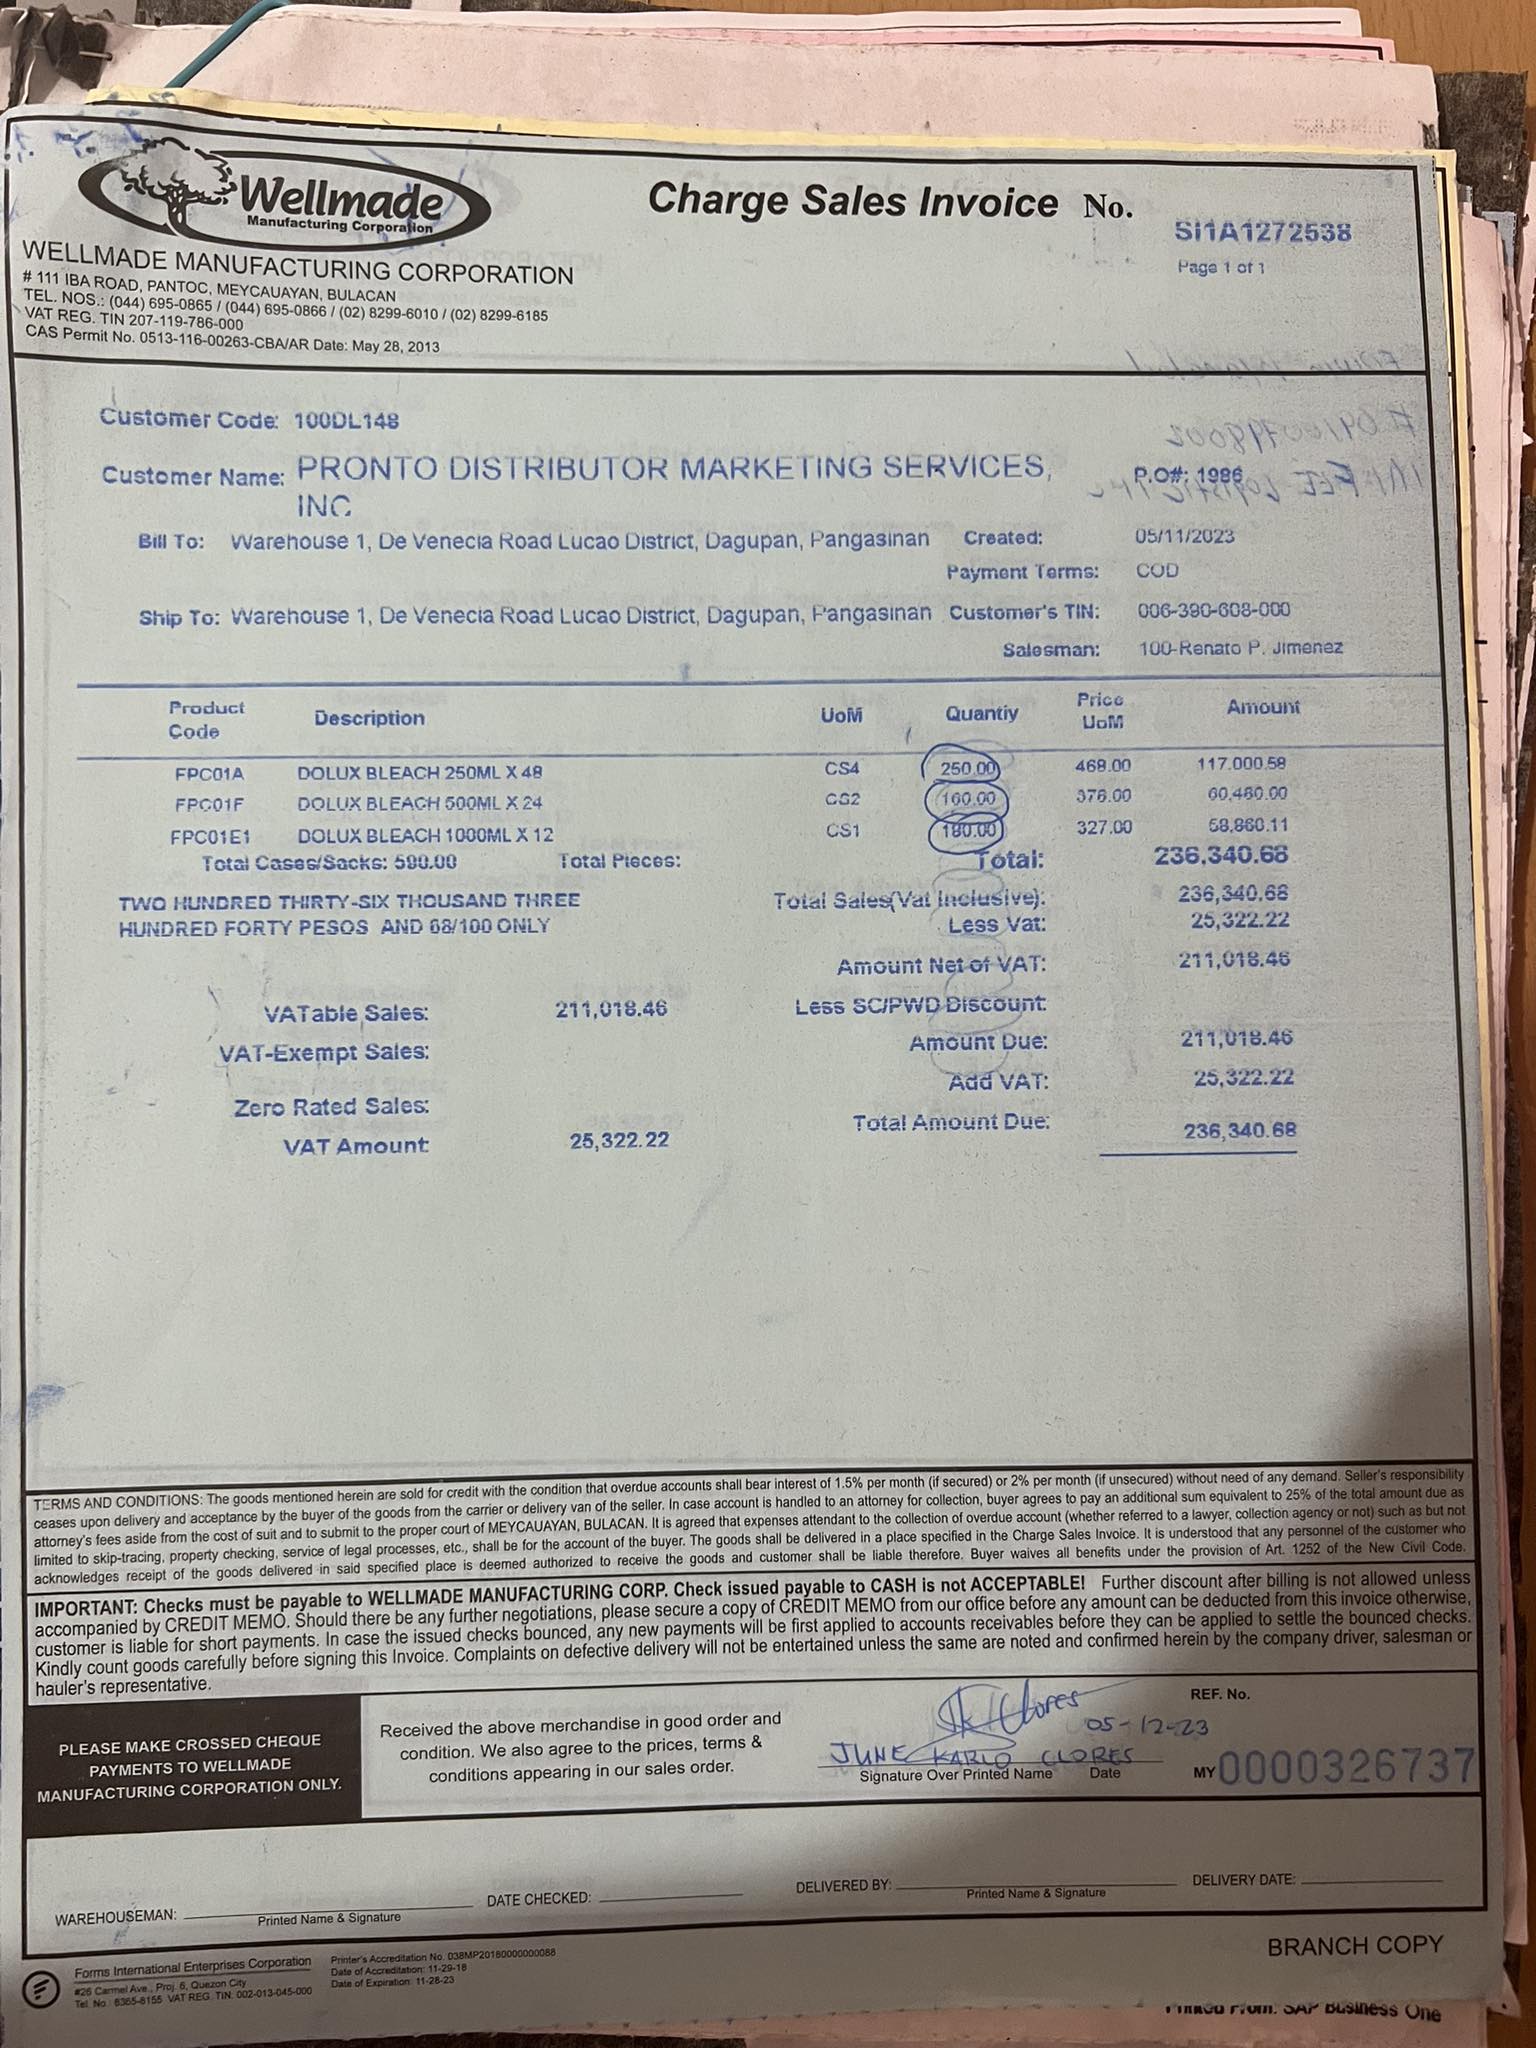 Wellmade
Manufacturing Corporation
Charge Sales Invoice No.
SI1A1272538
Page 1 of 1
WELLMADE MANUFACTURING CORPORATION
# 111 IBA ROAD, PANTOC, MEYCAUAYAN, BULACAN
TEL. NOS.: (044) 695-0865 / (044) 695-0866 / (02) 8299-6010 / (02) 8299-6185
VAT REG. TIN 207-119-786-000
CAS Permit No. 0513-116-00263-CBA/AR Date: May 28, 2013
Customer Code: 100DL148
Customer Name: PRONTO DISTRIBUTOR MARKETING SERVICES, P.O#: 1986
INC
Bill To: Warehouse 1, De Venecia Road Lucao District, Dagupan, Pangasinan Created: 05/11/2023
Payment Terms: COD
Ship To: Warehouse 1, De Venecia Road Lucao District, Dagupan, Pangasinan Customer's TIN: 006-390-608-000
Salesman: 100-Renato P. Jimenez
Product Code Description UoM Quantiy Price UoM Amount
FPC01A DOLUX BLEACH 250ML X 48 CS4 250.00 468.00 117,000.58
FPC01F DOLUX BLEACH 500ML X 24 CS2 160.00 378.00 60,480.00
FPC01E1 DOLUX BLEACH 1000ML X 12 CS1 180.00 327.00 58,860.11
Total Cases/Sacks: 590.00 Total Pieces: Total: 236,340.68
TWO HUNDRED THIRTY-SIX THOUSAND THREE Total Sales(Vat Inclusive): 236,340.68
HUNDRED FORTY PESOS AND 68/100 ONLY Less Vat: 25,322.22
Amount Net of VAT: 211,018.46
VATable Sales: 211,018.46 Less SC/PWD Discount:
VAT-Exempt Sales: Amount Due: 211,018.46
Zero Rated Sales: Add VAT: 25,322.22
VAT Amount: 25,322.22 Total Amount Due: 236,340.68
TERMS AND CONDITIONS: The goods mentioned herein are sold for credit with the condition that overdue accounts shall bear interest of 1.5% per month (if secured) or 2% per month (if unsecured) without need of any demand. Seller's responsibility
ceases upon delivery and acceptance by the buyer of the goods from the carrier or delivery van of the seller. In case account is handled to an attorney for collection, buyer agrees to pay an additional sum equivalent to 25% of the total amount due as
attorney's fees aside from the cost of suit and to submit to the proper court of MEYCAUAYAN, BULACAN. It is agreed that expenses attendant to the collection of overdue account (whether referred to a lawyer, collection agency or not) such as but not
limited to skip-tracing, property checking, service of legal processes, etc., shall be for the account of the buyer. The goods shall be delivered in a place specified in the Charge Sales Invoice. It is understood that any personnel of the customer who
acknowledges receipt of the goods delivered in said specified place is deemed authorized to receive the goods and customer shall be liable therefore. Buyer waives all benefits under the provision of Art. 1252 of the New Civil Code.
IMPORTANT: Checks must be payable to WELLMADE MANUFACTURING CORP. Check issued payable to CASH is not ACCEPTABLE! Further discount after billing is not allowed unless
accompanied by CREDIT MEMO. Should there be any further negotiations, please secure a copy of CREDIT MEMO from our office before any amount can be deducted from this invoice otherwise,
customer is liable for short payments. In case the issued checks bounced, any new payments will be first applied to accounts receivables before they can be applied to settle the bounced checks.
Kindly count goods carefully before signing this Invoice. Complaints on defective delivery will not be entertained unless the same are noted and confirmed herein by the company driver, salesman or
hauler's representative.
PLEASE MAKE CROSSED CHEQUE
PAYMENTS TO WELLMADE
MANUFACTURING CORPORATION ONLY.
Received the above merchandise in good order and
condition. We also agree to the prices, terms &
conditions appearing in our sales order.
Clores
05-12-23
JUNE KARLO CLORES
Signature Over Printed Name Date
REF. No.
MY 0000326737
WAREHOUSEMAN: DATE CHECKED: DELIVERED BY: DELIVERY DATE:
Printed Name & Signature Printed Name & Signature
BRANCH COPY
Forms International Enterprises Corporation
#26 Carmel Ave., Proj. 6, Quezon City
Tel. No.: 6365-8155 VAT REG. TIN: 002-013-045-000
Printer's Accreditation No. 038MP20180000000088
Date of Accreditation: 11-29-18
Date of Expiration: 11-28-23
Printed From: SAP Business One